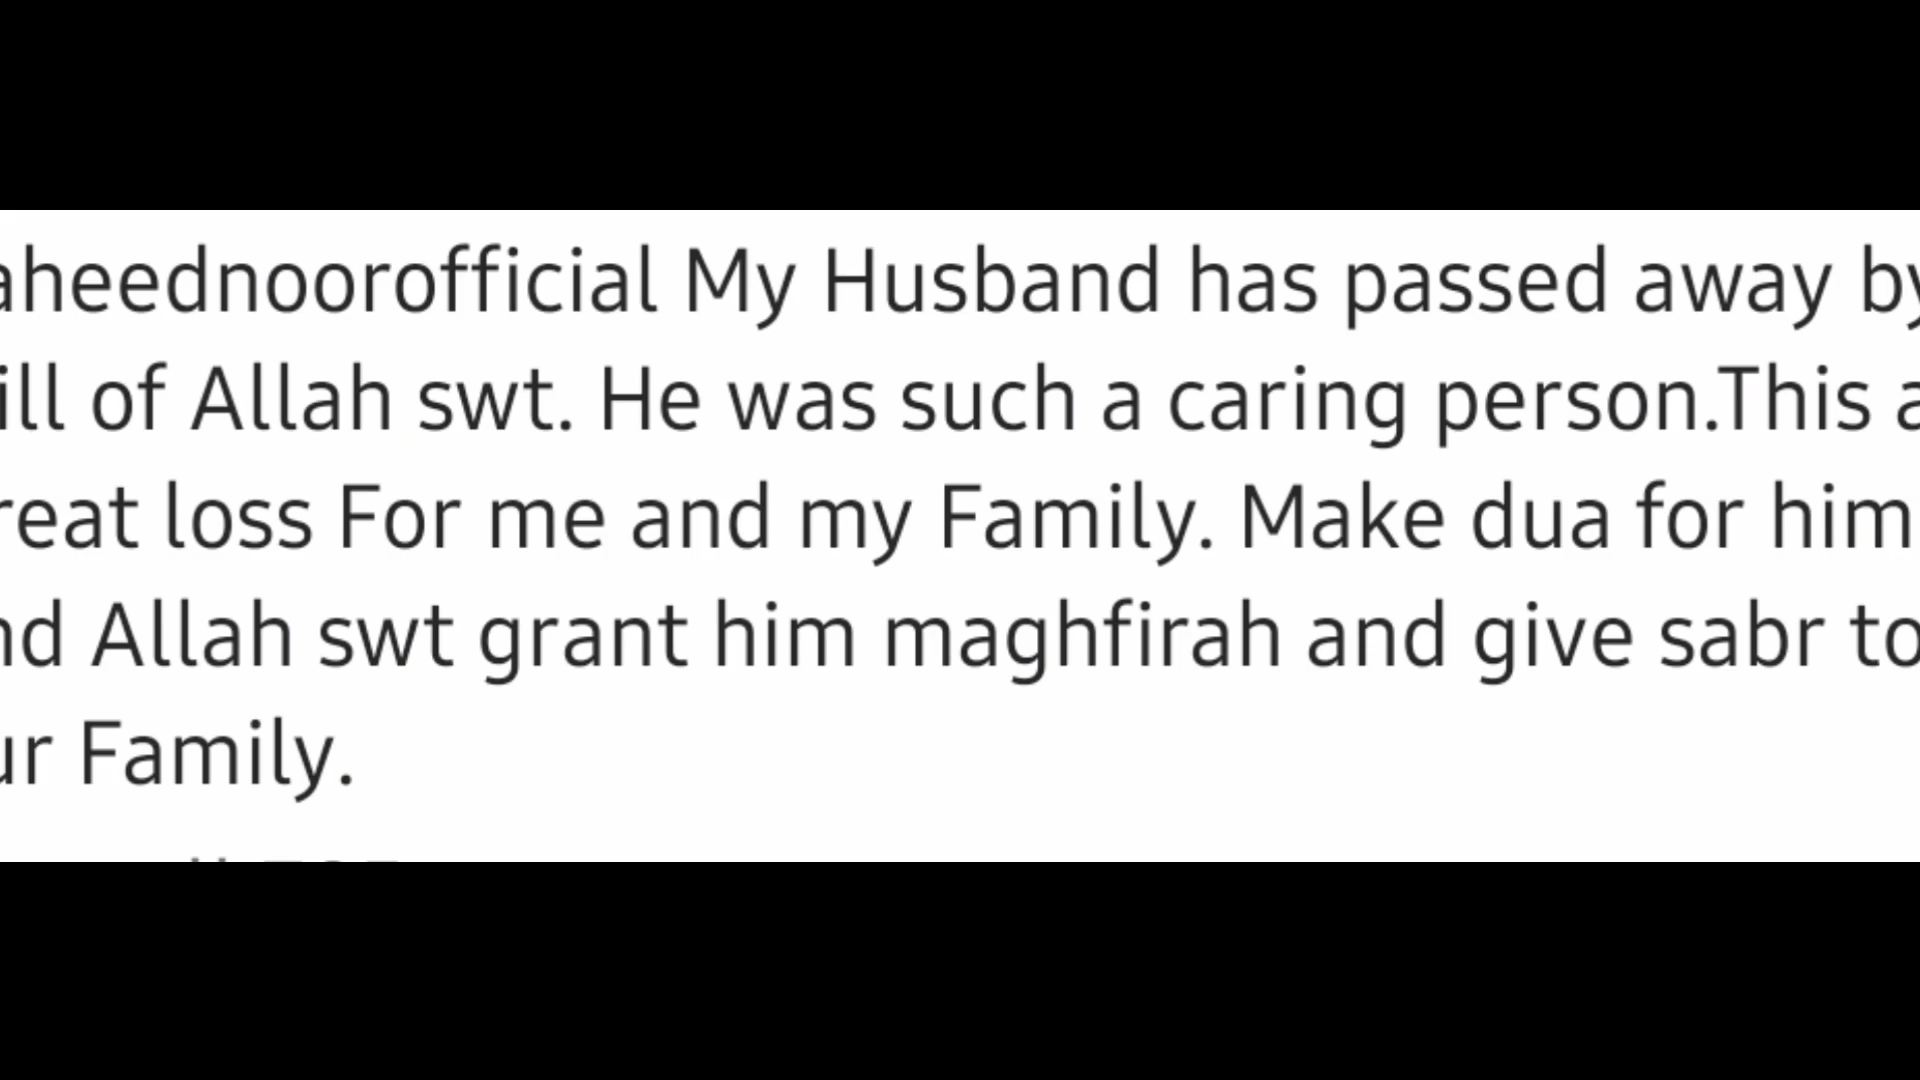 aheednoorofficial My Husband has passed away by
ill of Allah swt. He was such a caring person.This a
reat loss For me and my Family. Make dua for him
nd Allah swt grant him maghfirah and give sabr to
ur Family.